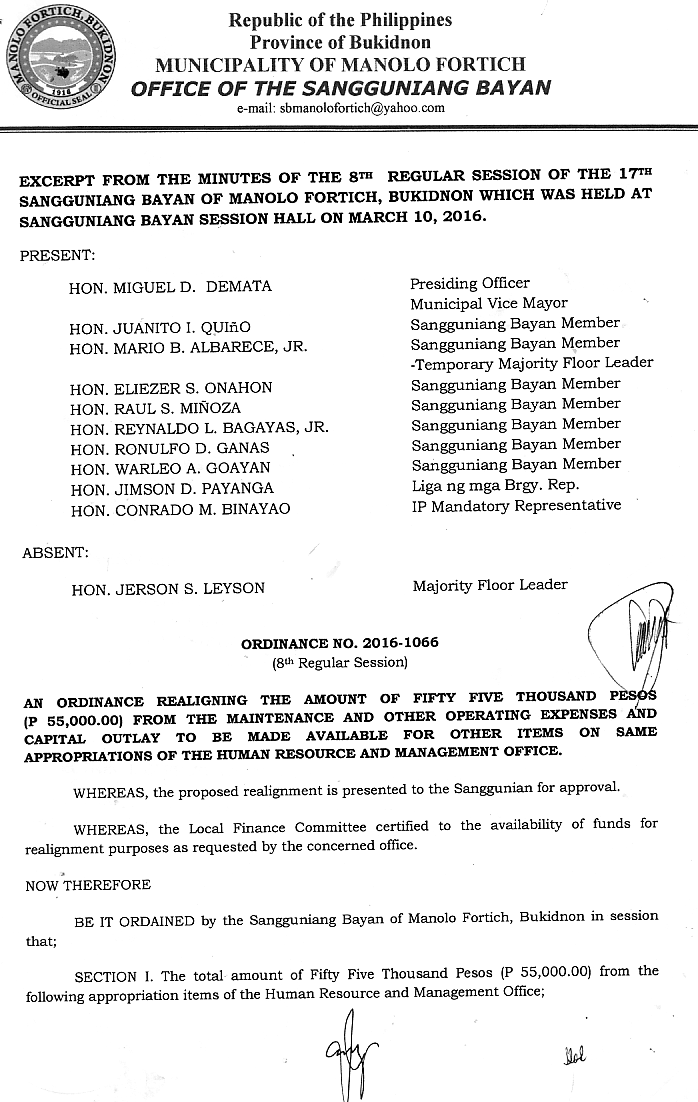 MANOLO FORTICH, BUKIDNON
1914
OFFICIAL SEAL
Republic of the Philippines
Province of Bukidnon
MUNICIPALITY OF MANOLO FORTICH
OFFICE OF THE SANGGUNIANG BAYAN
e-mail: sbmanolofortich@yahoo.com
EXCERPT FROM THE MINUTES OF THE 8TH REGULAR SESSION OF THE 17TH
SANGGUNIANG BAYAN OF MANOLO FORTICH, BUKIDNON WHICH WAS HELD AT
SANGGUNIANG BAYAN SESSION HALL ON MARCH 10, 2016.
PRESENT:
HON. MIGUEL D. DEMATA Presiding Officer
Municipal Vice Mayor
HON. JUANITO I. QUIñO Sangguniang Bayan Member
HON. MARIO B. ALBARECE, JR. Sangguniang Bayan Member
-Temporary Majority Floor Leader
HON. ELIEZER S. ONAHON Sangguniang Bayan Member
HON. RAUL S. MIÑOZA Sangguniang Bayan Member
HON. REYNALDO L. BAGAYAS, JR. Sangguniang Bayan Member
HON. RONULFO D. GANAS Sangguniang Bayan Member
HON. WARLEO A. GOAYAN Sangguniang Bayan Member
HON. JIMSON D. PAYANGA Liga ng mga Brgy. Rep.
HON. CONRADO M. BINAYAO IP Mandatory Representative
ABSENT:
HON. JERSON S. LEYSON Majority Floor Leader
ORDINANCE NO. 2016-1066
(8th Regular Session)
AN ORDINANCE REALIGNING THE AMOUNT OF FIFTY FIVE THOUSAND PESOS
(P 55,000.00) FROM THE MAINTENANCE AND OTHER OPERATING EXPENSES AND
CAPITAL OUTLAY TO BE MADE AVAILABLE FOR OTHER ITEMS ON SAME
APPROPRIATIONS OF THE HUMAN RESOURCE AND MANAGEMENT OFFICE.
WHEREAS, the proposed realignment is presented to the Sanggunian for approval.
WHEREAS, the Local Finance Committee certified to the availability of funds for
realignment purposes as requested by the concerned office.
NOW THEREFORE
BE IT ORDAINED by the Sangguniang Bayan of Manolo Fortich, Bukidnon in session
that;
SECTION I. The total amount of Fifty Five Thousand Pesos (P 55,000.00) from the
following appropriation items of the Human Resource and Management Office;